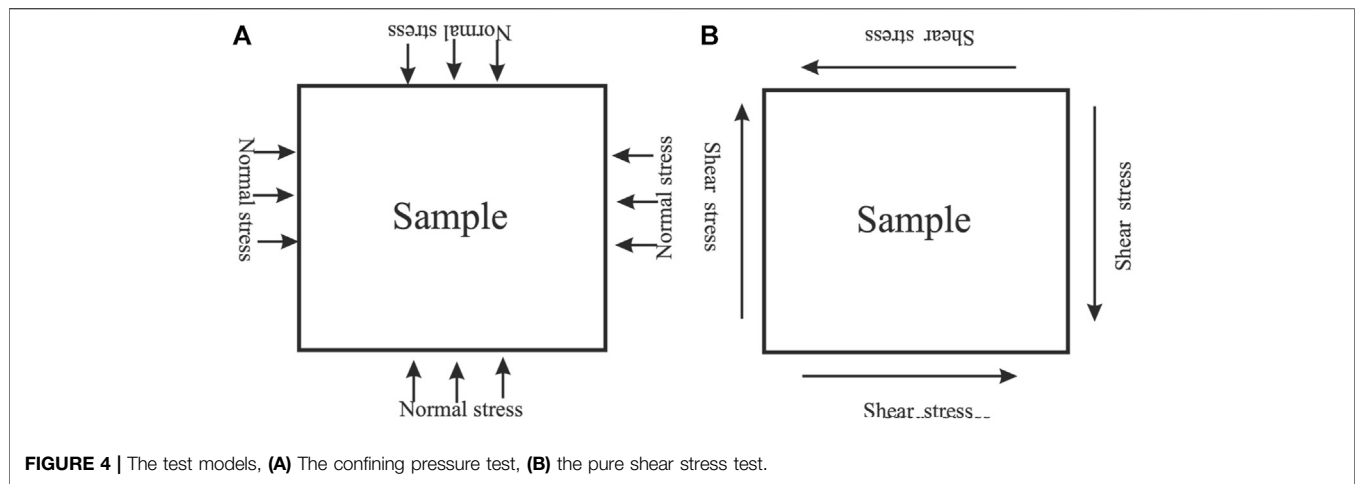 A
Normal stress
Normal stress
Sample
Normal stress
Normal stress
B
Shear stress
Shear stress
Sample
Shear stress
Shear stress
FIGURE 4 | The test models, (A) The confining pressure test, (B) the pure shear stress test.